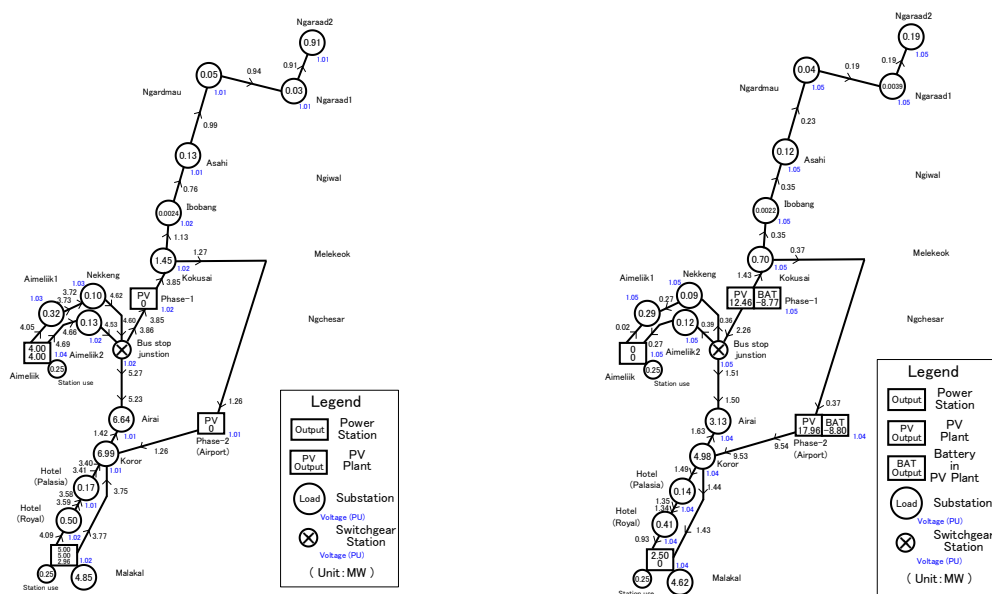 Ngaraad2
0.91
1.01
0.91
0.05
0.94
1.01
0.03
Ngaraad1
1.01
Ngardmau
0.99
0.13
Asahi
1.01
Ngiwal
0.76
0.0024
Ibobang
1.02
1.13
1.45
1.27
Melekeok
1.02
Kokusai
3.85
Aimeliik1
Nekkeng
1.03
3.72
3.73
0.10
4.62
1.03
PV
0
Phase-1
1.02
3.85
3.86
4.60
0.32
4.05
0.13
4.53
4.66
4.69
1.02
Ngchesar
Bus stop
junstion
1.02
4.00
4.00
1.04
Aimeliik2
Aimeliik
0.25
Station use
5.27
5.23
6.64
Airai
1.01
1.42
PV
0
1.26
1.01
Phase-2
(Airport)
1.26
6.99
Koror
1.01
3.40
3.41
Hotel
(Palasia)
0.17
3.58
3.59
1.01
3.75
Hotel
(Royal)
0.50
1.02
4.09
3.77
5.00
5.00
2.96
1.02
0.25
Station use
4.85
Malakal
Legend
Output
Power
Station
PV
Output
PV
Plant
Load
Substation
Voltage (PU)
Switchgear
Station
Voltage (PU)
( Unit:MW )
Ngaraad2
0.19
1.05
0.19
0.04
0.19
1.05
0.0039
Ngaraad1
1.05
Ngardmau
0.23
0.12
Asahi
1.05
Ngiwal
0.35
0.0022
Ibobang
1.05
0.35
0.70
0.37
Melekeok
1.05
Kokusai
1.43
Aimeliik1
Nekkeng
1.05
0.27
0.09
0.36
1.05
PV
12.46
BAT
-8.77
Phase-1
1.05
2.26
0.29
0.02
0.12
0.39
0.27
1.05
Ngchesar
Bus stop
junstion
1.05
0
0
1.05
Aimeliik2
Aimeliik
0.25
Station use
1.51
1.50
3.13
Airai
1.04
1.63
PV
17.96
BAT
-8.80
0.37
1.04
Phase-2
(Airport)
9.54
9.53
4.98
Koror
1.04
1.49
Hotel
(Palasia)
0.14
1.35
1.34
1.04
1.44
Hotel
(Royal)
0.41
1.04
0.93
1.43
2.50
0
1.04
0.25
Station use
4.62
Malakal
Legend
Output
Power
Station
PV
Output
PV
Plant
BAT
Output
Battery
in
PV Plant
Load
Substation
Voltage (PU)
Switchgear
Station
Voltage (PU)
( Unit:MW )